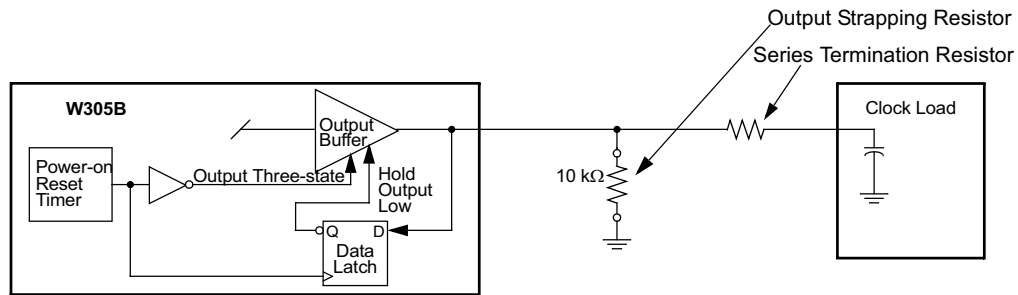 Output Strapping Resistor
Series Termination Resistor
W305B
Clock Load
Output
Buffer
Power-on
Reset
Timer
Output Three-state
Hold
Output
Low
10 kΩ
Q
D
Data
Latch